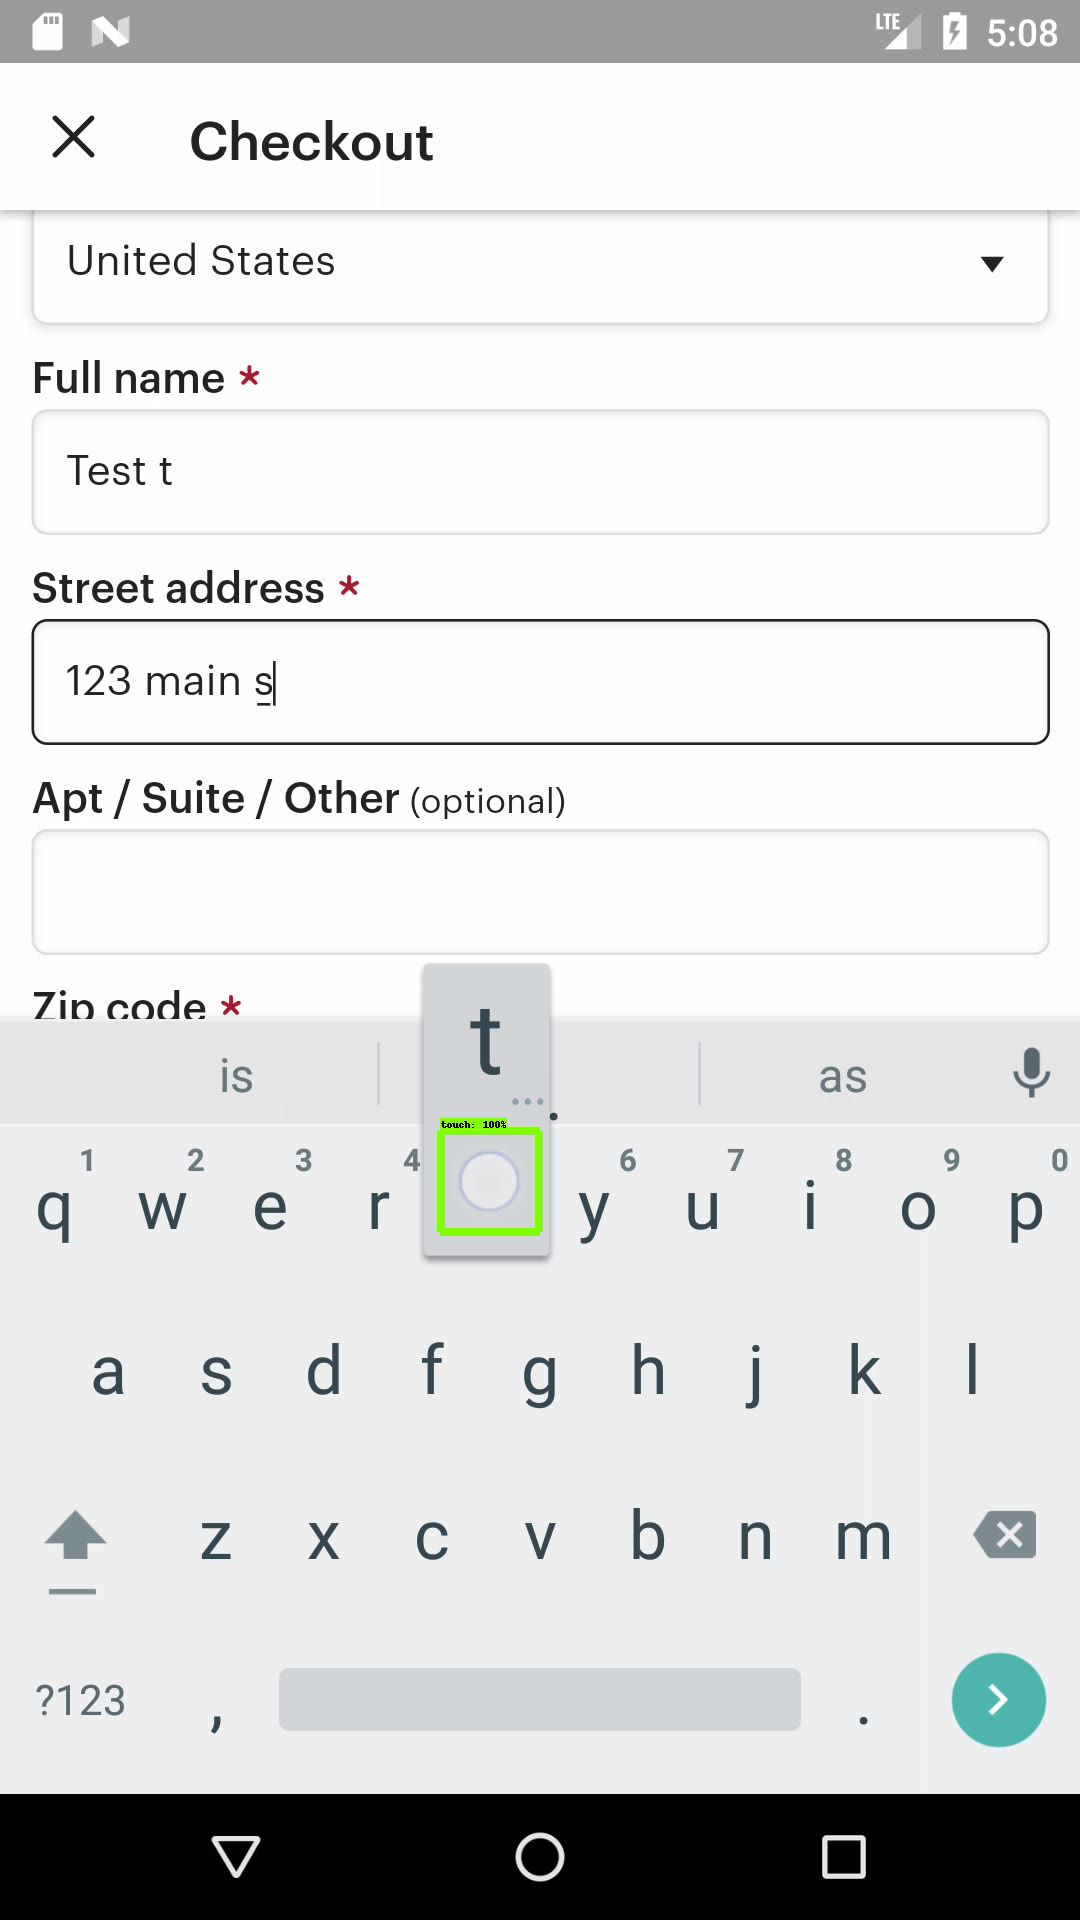 LTE 5:08
Checkout
United States
Full name *
Test t
Street address *
123 main s
Apt / Suite / Other (optional)
Zip code *
t
is as
...
touch: 100%
1 2 3 4 6 7 8 9 0
q w e r y u i o p
a s d f g h j k l
z x c v b n m
?123 , .